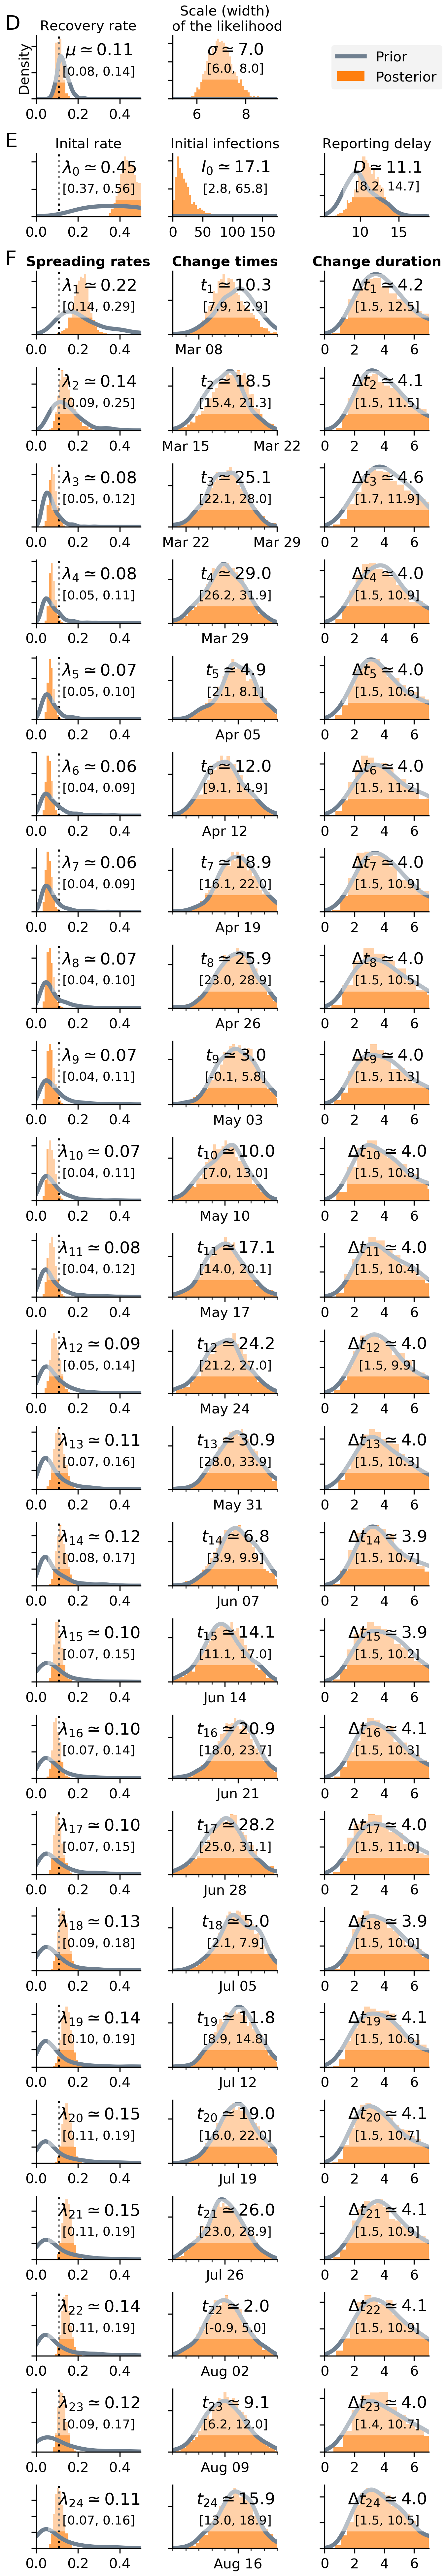 D
Recovery rate
Scale (width)
of the likelihood
Density
μ ≃ 0.11
[0.08, 0.14]
σ ≃ 7.0
[6.0, 8.0]
Prior
Posterior
0.0 0.2 0.4
6 8
E
Inital rate
Initial infections
Reporting delay
λ0 ≃ 0.45
[0.37, 0.56]
I0 ≃ 17.1
[2.8, 65.8]
D ≃ 11.1
[8.2, 14.7]
0.0 0.2 0.4
0 50 100 150
10 15
F
Spreading rates
Change times
Change duration
λ1 ≃ 0.22
[0.14, 0.29]
t1 ≃ 10.3
[7.9, 12.9]
Δt1 ≃ 4.2
[1.5, 12.5]
0.0 0.2 0.4
Mar 08
0 2 4 6
λ2 ≃ 0.14
[0.09, 0.25]
t2 ≃ 18.5
[15.4, 21.3]
Δt2 ≃ 4.1
[1.5, 11.5]
0.0 0.2 0.4
Mar 15 Mar 22
0 2 4 6
λ3 ≃ 0.08
[0.05, 0.12]
t3 ≃ 25.1
[22.1, 28.0]
Δt3 ≃ 4.6
[1.7, 11.9]
0.0 0.2 0.4
Mar 22 Mar 29
0 2 4 6
λ4 ≃ 0.08
[0.05, 0.11]
t4 ≃ 29.0
[26.2, 31.9]
Δt4 ≃ 4.0
[1.5, 10.9]
0.0 0.2 0.4
Mar 29
0 2 4 6
λ5 ≃ 0.07
[0.05, 0.10]
t5 ≃ 4.9
[2.1, 8.1]
Δt5 ≃ 4.0
[1.5, 10.6]
0.0 0.2 0.4
Apr 05
0 2 4 6
λ6 ≃ 0.06
[0.04, 0.09]
t6 ≃ 12.0
[9.1, 14.9]
Δt6 ≃ 4.0
[1.5, 11.2]
0.0 0.2 0.4
Apr 12
0 2 4 6
λ7 ≃ 0.06
[0.04, 0.09]
t7 ≃ 18.9
[16.1, 22.0]
Δt7 ≃ 4.0
[1.5, 10.9]
0.0 0.2 0.4
Apr 19
0 2 4 6
λ8 ≃ 0.07
[0.04, 0.10]
t8 ≃ 25.9
[23.0, 28.9]
Δt8 ≃ 4.0
[1.5, 10.5]
0.0 0.2 0.4
Apr 26
0 2 4 6
λ9 ≃ 0.07
[0.04, 0.11]
t9 ≃ 3.0
[-0.1, 5.8]
Δt9 ≃ 4.0
[1.5, 11.3]
0.0 0.2 0.4
May 03
0 2 4 6
λ10 ≃ 0.07
[0.04, 0.11]
t10 ≃ 10.0
[7.0, 13.0]
Δt10 ≃ 4.0
[1.5, 10.8]
0.0 0.2 0.4
May 10
0 2 4 6
λ11 ≃ 0.08
[0.04, 0.12]
t11 ≃ 17.1
[14.0, 20.1]
Δt11 ≃ 4.0
[1.5, 10.4]
0.0 0.2 0.4
May 17
0 2 4 6
λ12 ≃ 0.09
[0.05, 0.14]
t12 ≃ 24.2
[21.2, 27.0]
Δt12 ≃ 4.0
[1.5, 9.9]
0.0 0.2 0.4
May 24
0 2 4 6
λ13 ≃ 0.11
[0.07, 0.16]
t13 ≃ 30.9
[28.0, 33.9]
Δt13 ≃ 4.0
[1.5, 10.3]
0.0 0.2 0.4
May 31
0 2 4 6
λ14 ≃ 0.12
[0.08, 0.17]
t14 ≃ 6.8
[3.9, 9.9]
Δt14 ≃ 3.9
[1.5, 10.7]
0.0 0.2 0.4
Jun 07
0 2 4 6
λ15 ≃ 0.10
[0.07, 0.15]
t15 ≃ 14.1
[11.1, 17.0]
Δt15 ≃ 3.9
[1.5, 10.2]
0.0 0.2 0.4
Jun 14
0 2 4 6
λ16 ≃ 0.10
[0.07, 0.14]
t16 ≃ 20.9
[18.0, 23.7]
Δt16 ≃ 4.1
[1.5, 10.3]
0.0 0.2 0.4
Jun 21
0 2 4 6
λ17 ≃ 0.10
[0.07, 0.15]
t17 ≃ 28.2
[25.0, 31.1]
Δt17 ≃ 4.0
[1.5, 11.0]
0.0 0.2 0.4
Jun 28
0 2 4 6
λ18 ≃ 0.13
[0.09, 0.18]
t18 ≃ 5.0
[2.1, 7.9]
Δt18 ≃ 3.9
[1.5, 10.0]
0.0 0.2 0.4
Jul 05
0 2 4 6
λ19 ≃ 0.14
[0.10, 0.19]
t19 ≃ 11.8
[8.9, 14.8]
Δt19 ≃ 4.1
[1.5, 10.6]
0.0 0.2 0.4
Jul 12
0 2 4 6
λ20 ≃ 0.15
[0.11, 0.19]
t20 ≃ 19.0
[16.0, 22.0]
Δt20 ≃ 4.1
[1.5, 10.7]
0.0 0.2 0.4
Jul 19
0 2 4 6
λ21 ≃ 0.15
[0.11, 0.19]
t21 ≃ 26.0
[23.0, 28.9]
Δt21 ≃ 4.1
[1.5, 10.9]
0.0 0.2 0.4
Jul 26
0 2 4 6
λ22 ≃ 0.14
[0.11, 0.19]
t22 ≃ 2.0
[-0.9, 5.0]
Δt22 ≃ 4.1
[1.5, 10.9]
0.0 0.2 0.4
Aug 02
0 2 4 6
λ23 ≃ 0.12
[0.09, 0.17]
t23 ≃ 9.1
[6.2, 12.0]
Δt23 ≃ 4.0
[1.4, 10.7]
0.0 0.2 0.4
Aug 09
0 2 4 6
λ24 ≃ 0.11
[0.07, 0.16]
t24 ≃ 15.9
[13.0, 18.9]
Δt24 ≃ 4.0
[1.5, 10.5]
0.0 0.2 0.4
Aug 16
0 2 4 6